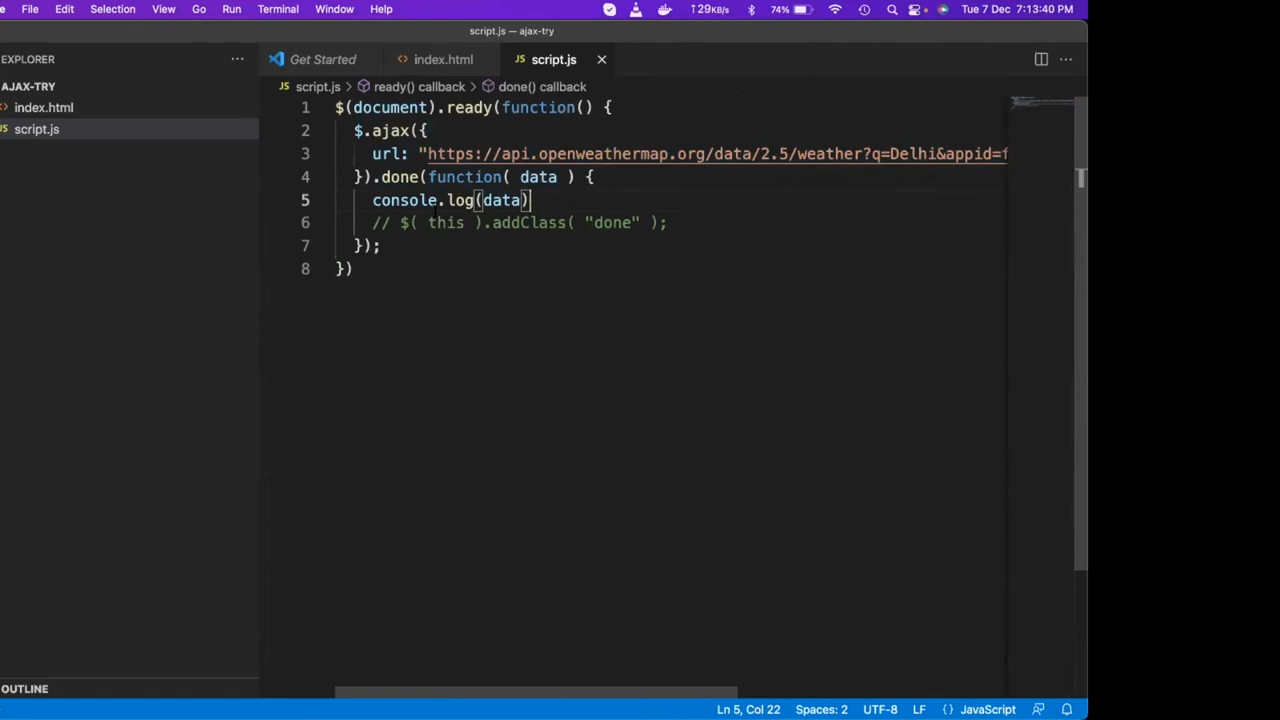 File Edit Selection View Go Run Terminal Window Help 74% ↑29KB/s Tue 7 Dec 7:13:40 PM
script.js — ajax-try
EXPLORER ...
Get Started
<> index.html
JS script.js ×
AJAX-TRY
<> index.html
JS script.js
JS script.js > ready() callback > done() callback
1 $(document).ready(function() {
2 $.ajax({
3 url: "https://api.openweathermap.org/data/2.5/weather?q=Delhi&appid=f
4 }).done(function( data ) {
5 console.log(data)
6 // $( this ).addClass( "done" );
7 });
8 })
OUTLINE
Ln 5, Col 22 Spaces: 2 UTF-8 LF {} JavaScript